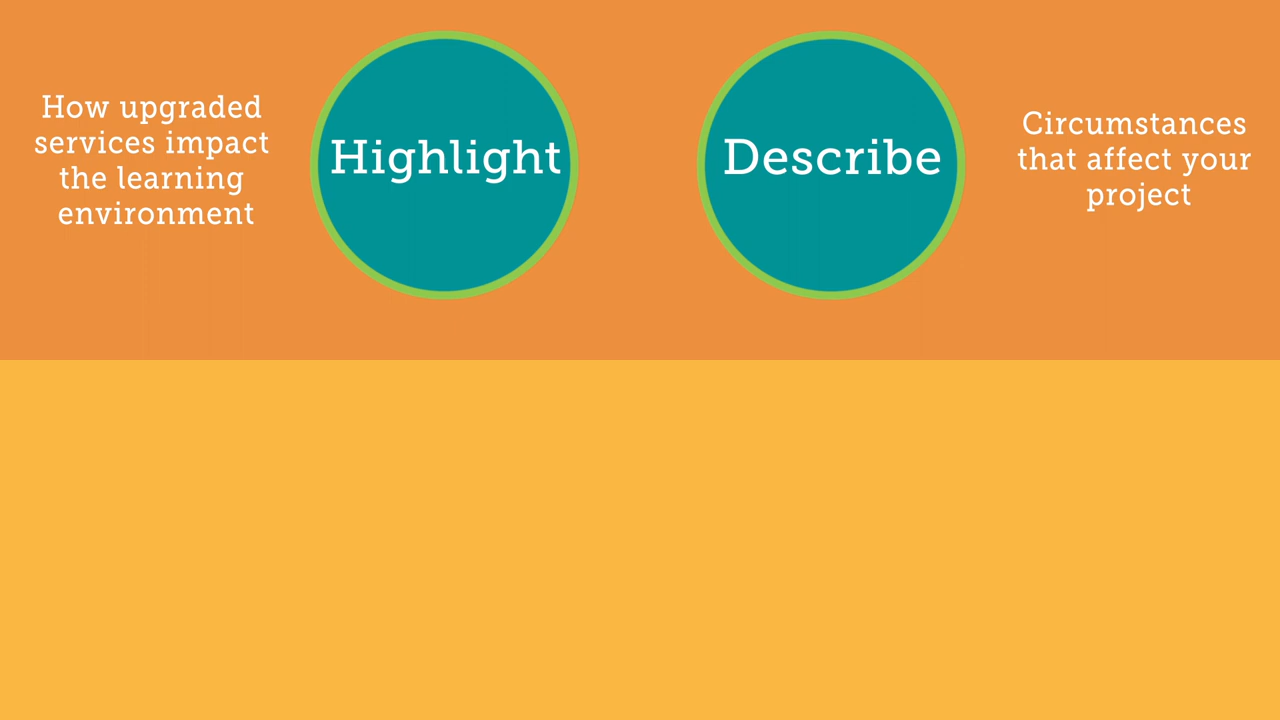 How upgraded
services impact
the learning
environment
Highlight
Describe
Circumstances
that affect your
project